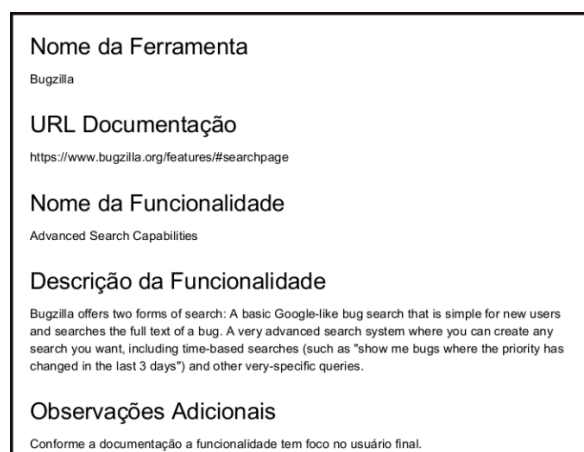 Nome da Ferramenta
Bugzilla
URL Documentação
https://www.bugzilla.org/features/#searchpage
Nome da Funcionalidade
Advanced Search Capabilities
Descrição da Funcionalidade
Bugzilla offers two forms of search: A basic Google-like bug search that is simple for new users
and searches the full text of a bug. A very advanced search system where you can create any
search you want, including time-based searches (such as "show me bugs where the priority has
changed in the last 3 days") and other very-specific queries.
Observações Adicionais
Conforme a documentação a funcionalidade tem foco no usuário final.